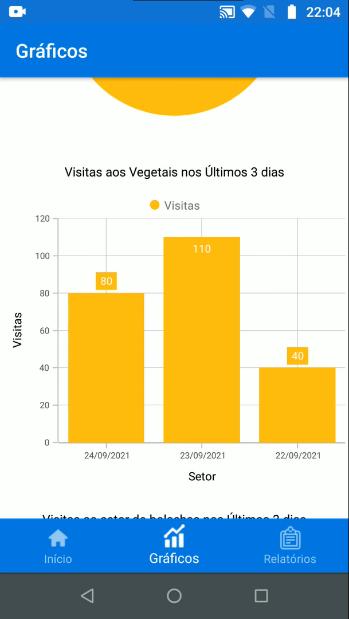 22:04
Gráficos
Visitas aos Vegetais nos Últimos 3 dias
Visitas
120
100
80
60
40
20
0
Visitas
80
110
40
24/09/2021
23/09/2021
22/09/2021
Setor
Visitas ao setor de bolachas nos Últimos 3 dias
Início
Gráficos
Relatórios